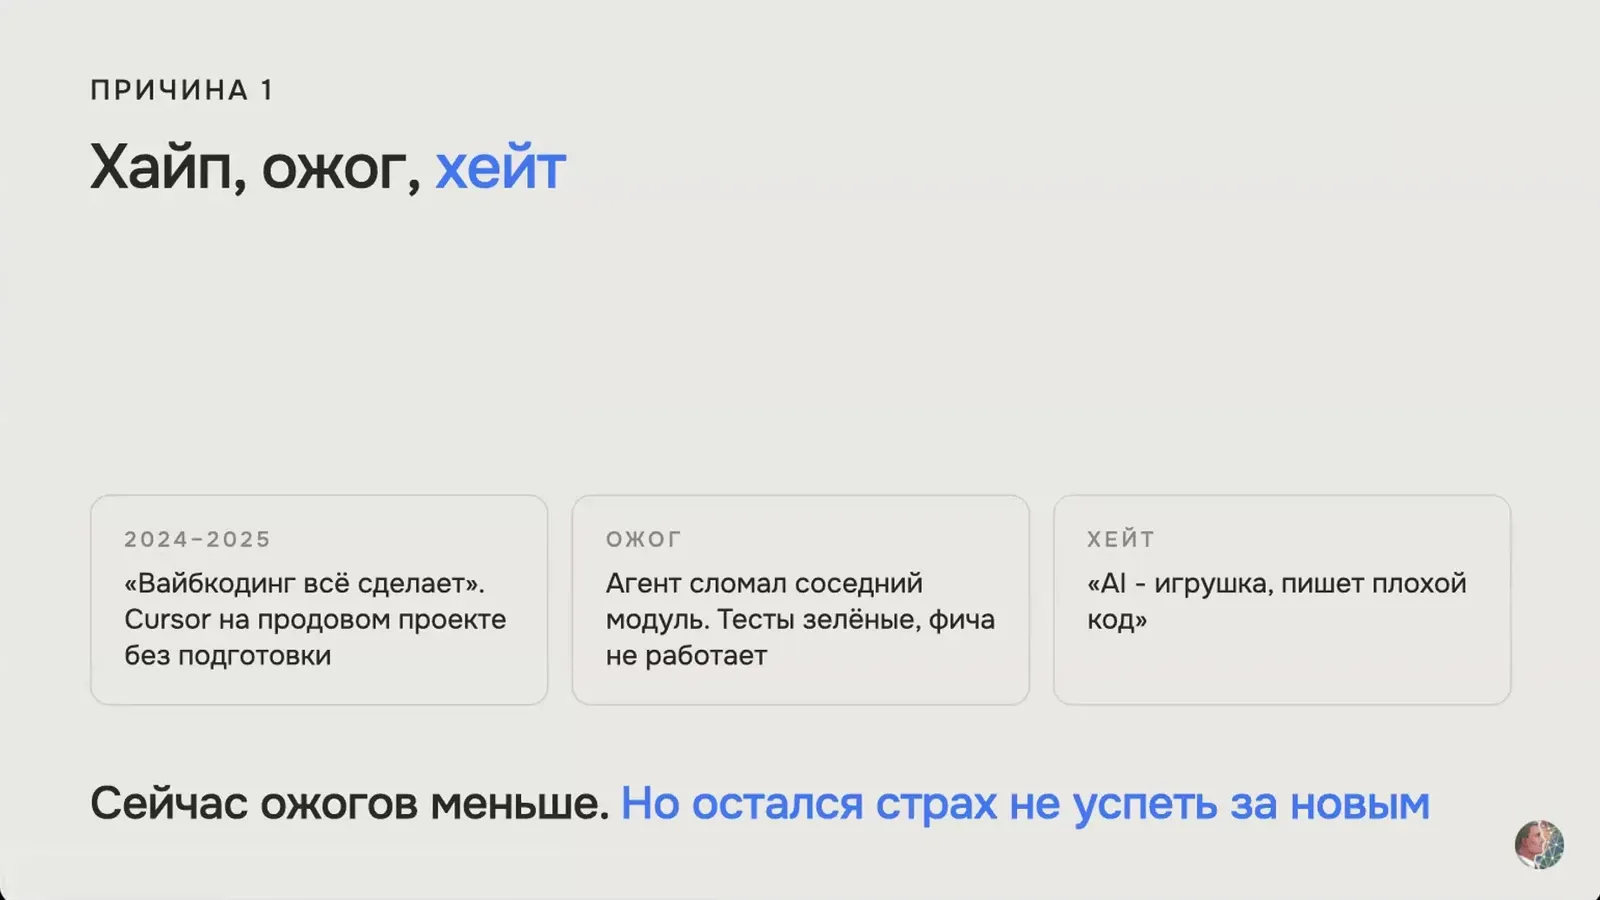 ПРИЧИНА 1
Хайп, ожог, хейт
2024–2025
«Вайбкодинг всё сделает».
Cursor на продовом проекте
без подготовки
ОЖОГ
Агент сломал соседний
модуль. Тесты зелёные, фича
не работает
ХЕЙТ
«AI - игрушка, пишет плохой
код»
Сейчас ожогов меньше. Но остался страх не успеть за новым